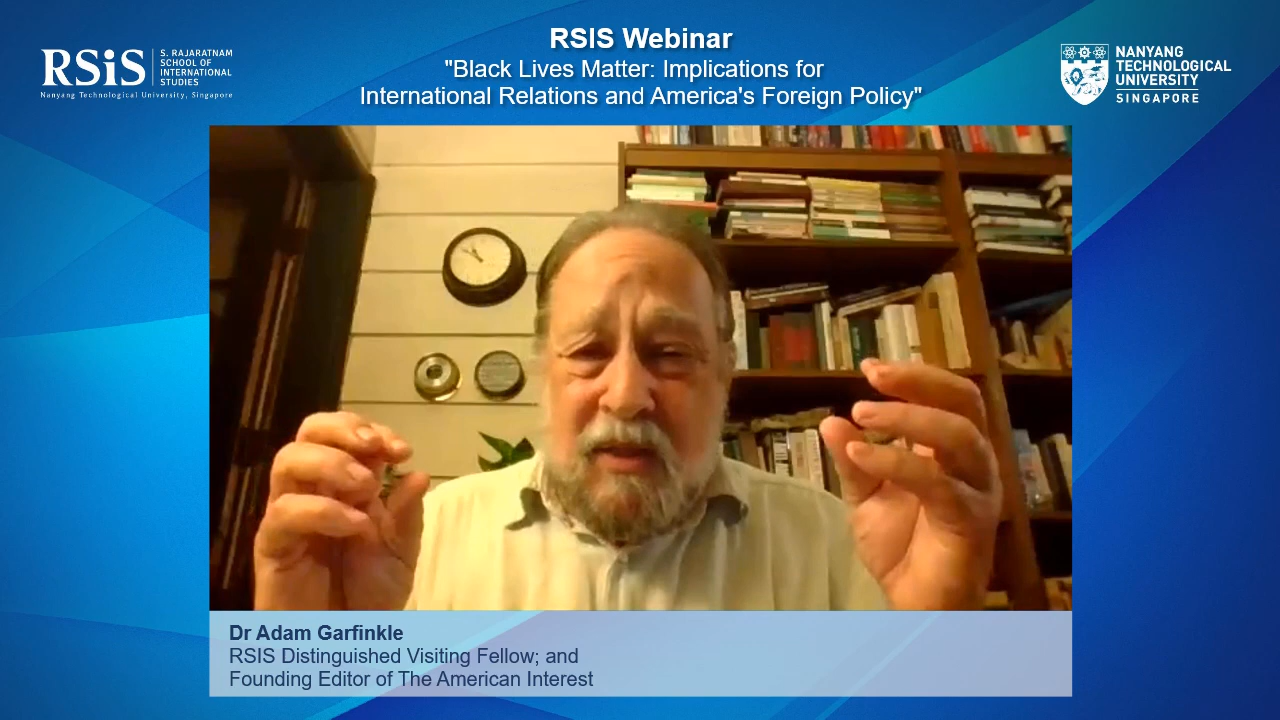 RSiS
S. RAJARATNAM
SCHOOL OF
INTERNATIONAL
STUDIES
Nanyang Technological University, Singapore
RSIS Webinar
"Black Lives Matter: Implications for
International Relations and America's Foreign Policy"
NANYANG
TECHNOLOGICAL
UNIVERSITY
SINGAPORE
Dr Adam Garfinkle
RSIS Distinguished Visiting Fellow; and
Founding Editor of The American Interest